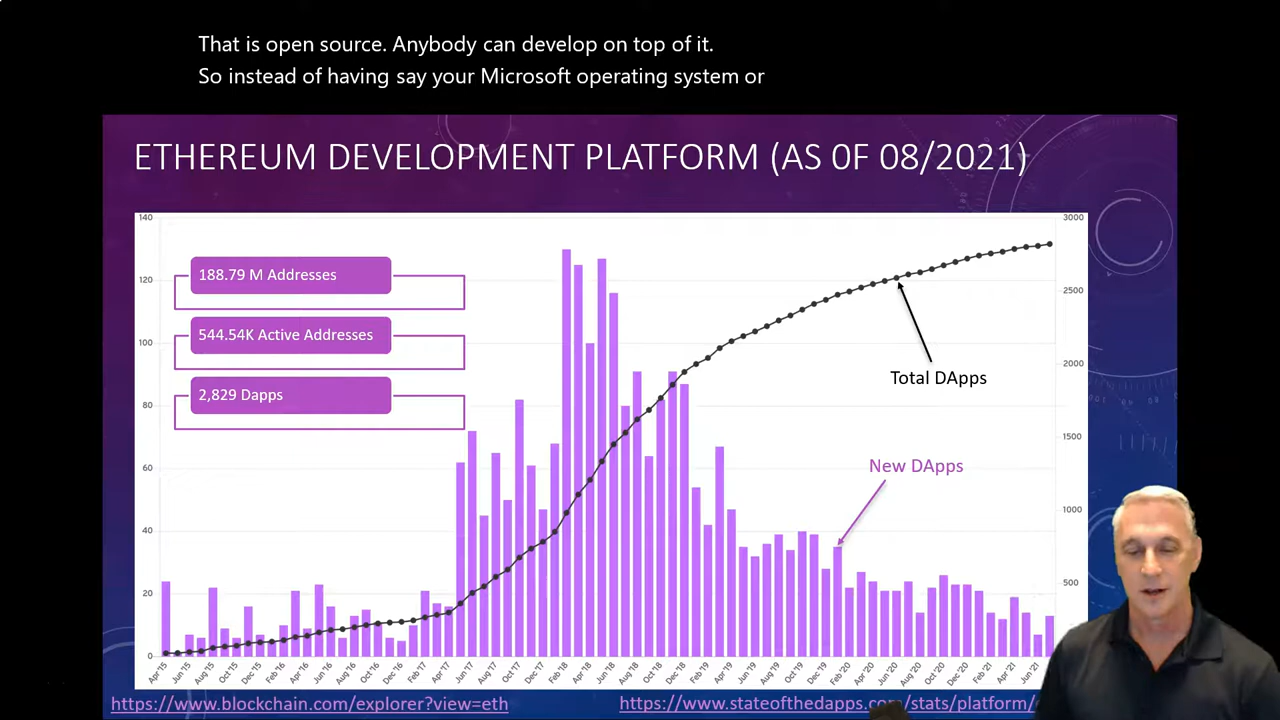 That is open source. Anybody can develop on top of it.
So instead of having say your Microsoft operating system or
ETHEREUM DEVELOPMENT PLATFORM (AS 0F 08/2021)
140
120
100
80
60
40
20
0
3000
2500
2000
1500
1000
500
188.79 M Addresses
544.54K Active Addresses
2,829 Dapps
Total DApps
New DApps
Apr'15
Jun'15
Aug'15
Oct'15
Dec'15
Feb'16
Apr'16
Jun'16
Aug'16
Oct'16
Dec'16
Feb'17
Apr'17
Jun'17
Aug'17
Oct'17
Dec'17
Feb'18
Apr'18
Jun'18
Aug'18
Oct'18
Dec'18
Feb'19
Apr'19
Jun'19
Aug'19
Oct'19
Dec'19
Feb'20
Apr'20
Jun'20
Aug'20
Oct'20
Dec'20
Feb'21
Apr'21
Jun'21
https://www.blockchain.com/explorer?view=eth
https://www.stateofthedapps.com/stats/platform/